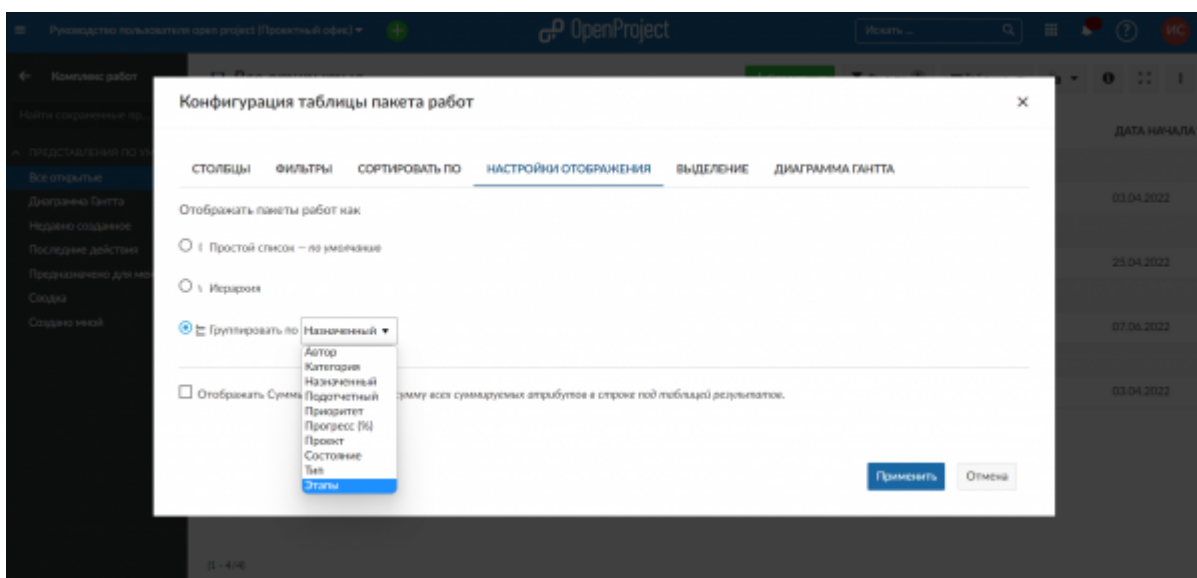 Руководство пользователя open project (Проектный офис)
OpenProject
Искать ...
ИС
Комплекс работ
Все открытые
Найти сохраненные пр...
ПРЕДСТАВЛЕНИЯ ПО
Все открытые
Диаграмма Гантта
Недавно созданное
Последние действия
Предназначено для
Сводка
Создано мной
ДАТА НАЧАЛА
03.04.2022
25.04.2022
07.06.2022
03.04.2022
Конфигурация таблицы пакета работ
СТОЛБЦЫ ФИЛЬТРЫ СОРТИРОВАТЬ ПО НАСТРОЙКИ ОТОБРАЖЕНИЯ ВЫДЕЛЕНИЕ ДИАГРАММА ГАНТТА
Отображать пакеты работ как
Простой список – по умолчанию
Иерархия
Группировать по Назначенный
Автор
Категория
Назначенный
Подотчетный
Приоритет
Прогресс (%)
Проект
Состояние
Тип
Этапы
Отображать Суммы сумму всех суммируемых атрибутов в строке под таблицей результатов.
Применить Отмена
(1 - 4/4)